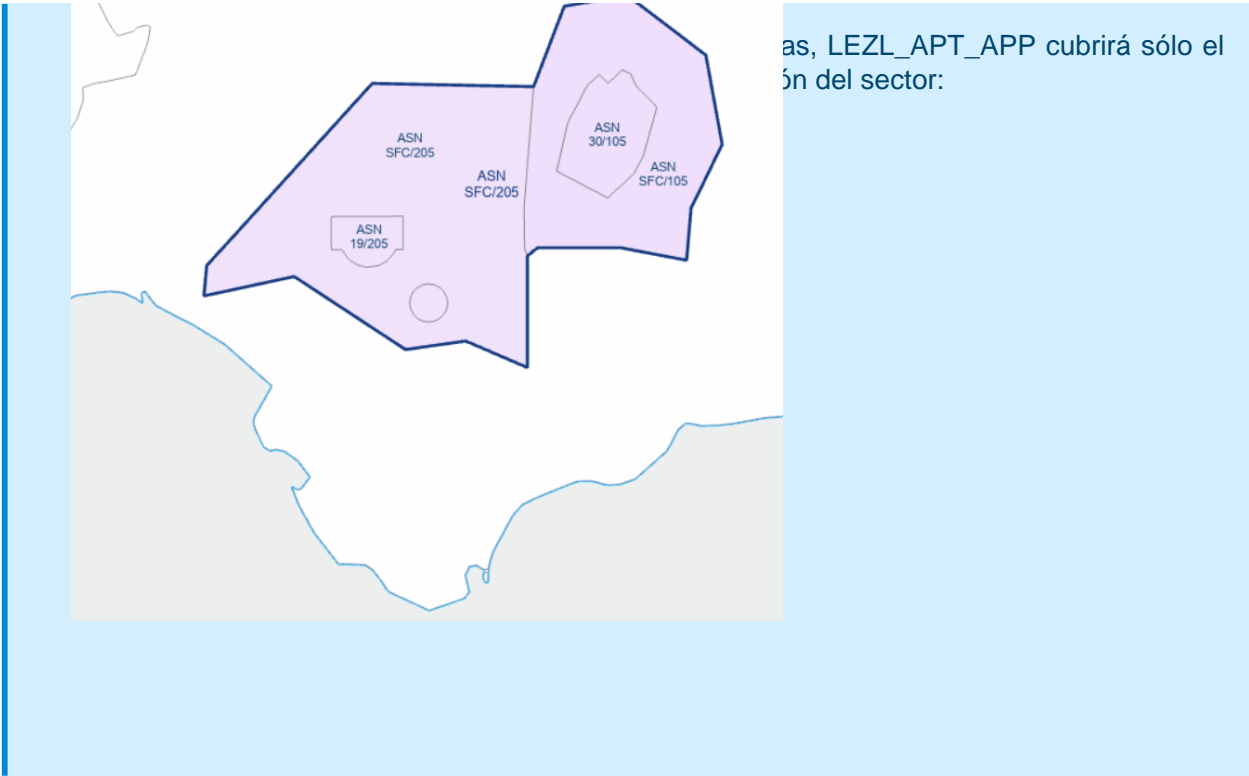 as, LEZL_APT_APP cubrirá sólo el
ón del sector:
ASN
30/105
ASN
SFC/205
ASN
SFC/105
ASN
SFC/205
ASN
19/205